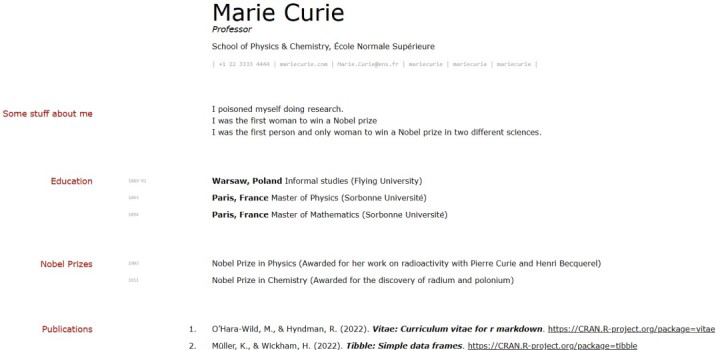 Marie Curie
Professor
School of Physics & Chemistry, École Normale Supérieure
| +1 22 3333 4444 | mariecurie.com | Marie.Curie@ens.fr | mariecurie | mariecurie | mariecurie |
Some stuff about me
I poisoned myself doing research.
I was the first woman to win a Nobel prize
I was the first person and only woman to win a Nobel prize in two different sciences.
Education
1889-91 Warsaw, Poland Informal studies (Flying University)
1893 Paris, France Master of Physics (Sorbonne Université)
1894 Paris, France Master of Mathematics (Sorbonne Université)
Nobel Prizes
1903 Nobel Prize in Physics (Awarded for her work on radioactivity with Pierre Curie and Henri Becquerel)
1911 Nobel Prize in Chemistry (Awarded for the discovery of radium and polonium)
Publications
1. O’Hara-Wild, M., & Hyndman, R. (2022). Vitae: Curriculum vitae for r markdown. https://CRAN.R-project.org/package=vitae
2. Müller, K., & Wickham, H. (2022). Tibble: Simple data frames. https://CRAN.R-project.org/package=tibble